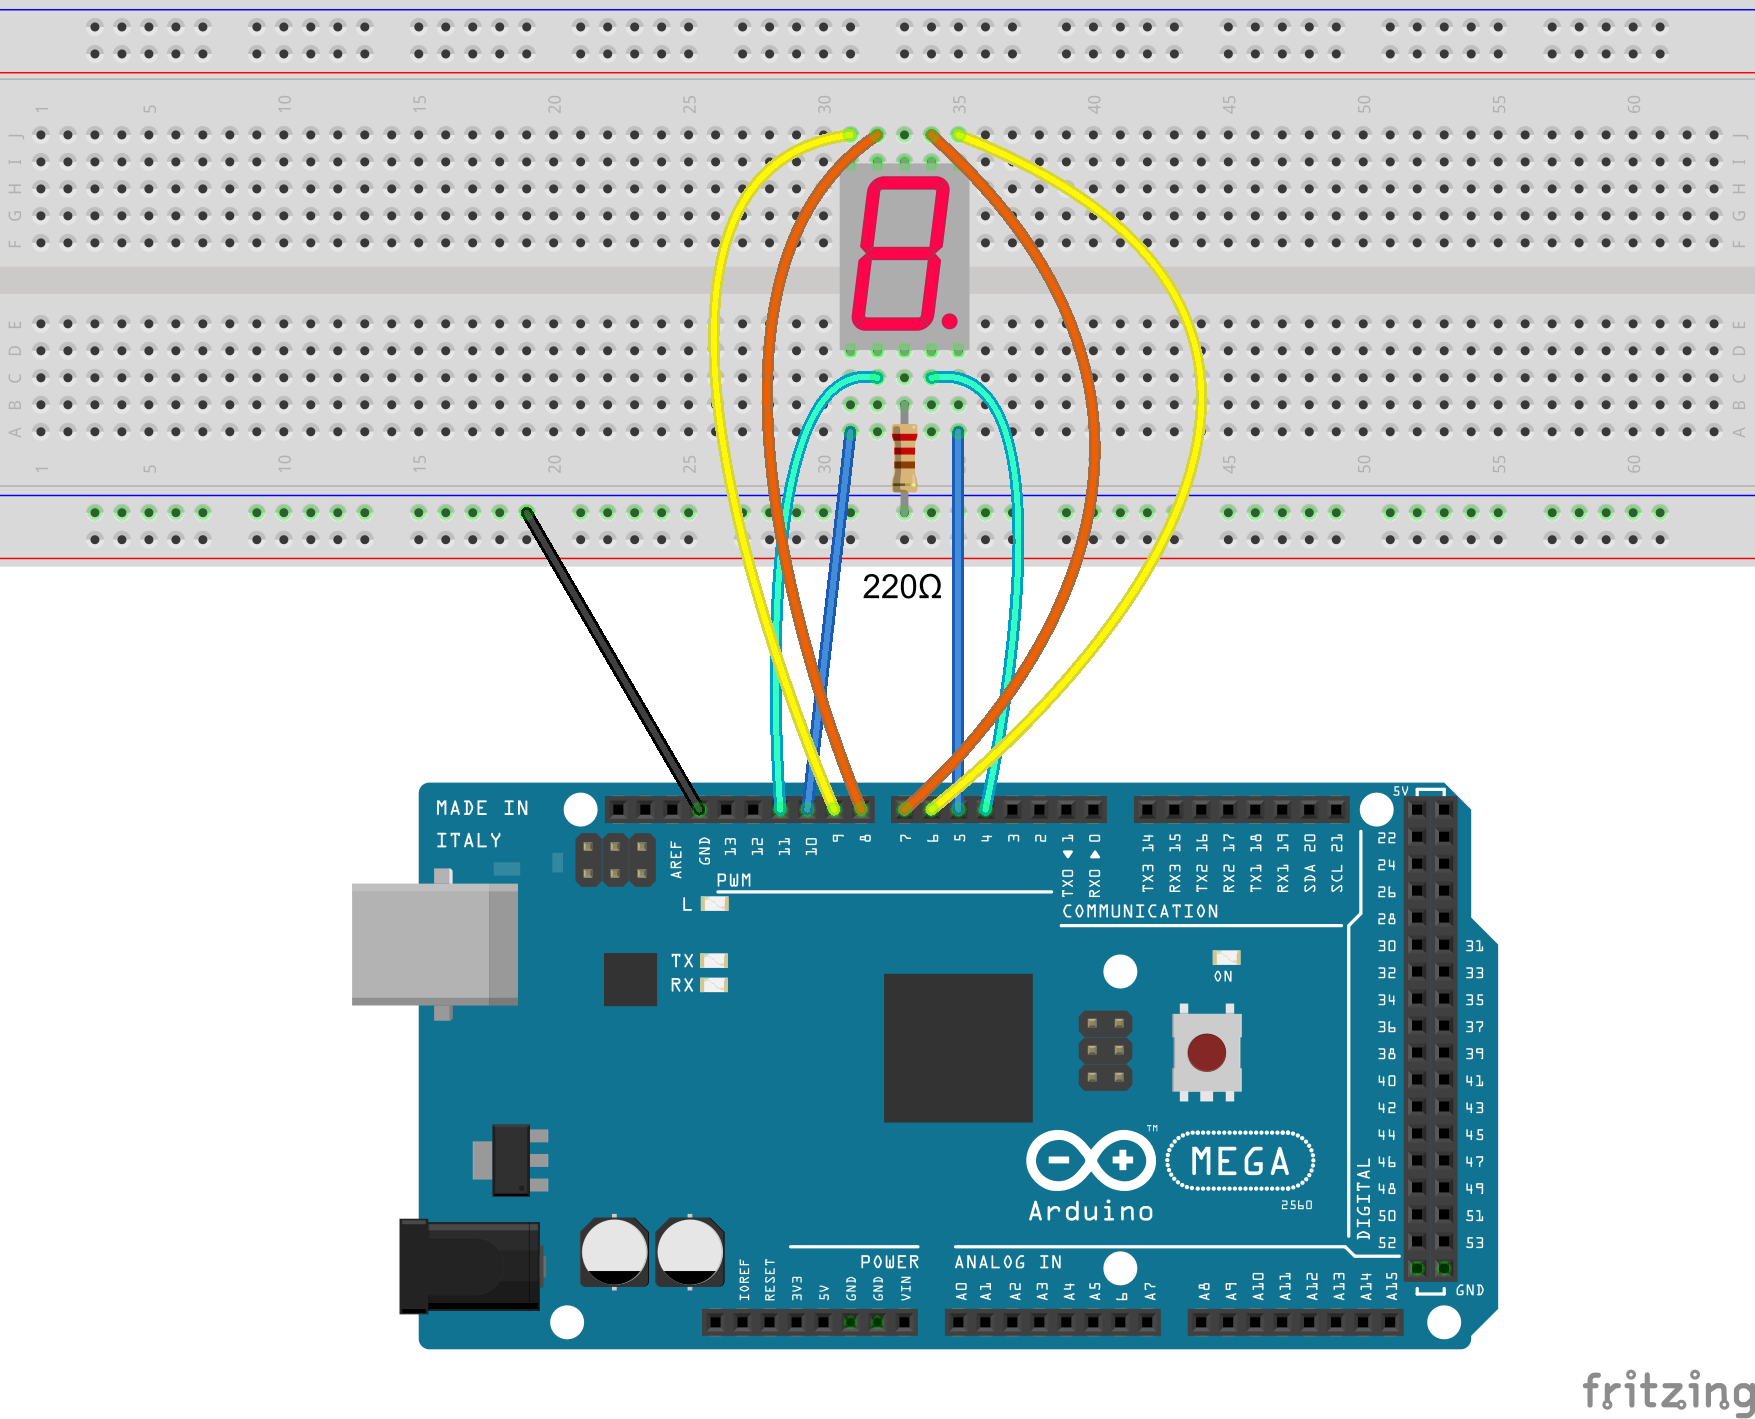 1 5 10 15 20 25 30 35 40 45 50 55 60
J J
I I
H H
G G
F F
E E
D D
C C
B B
A A
1 5 10 15 20 25 30 35 45 50 55 60
220Ω
MADE IN
ITALY
AREF GND 13 12 11 10 9 8 7 6 5 4 3 2 TX0 1 RX0 0 TX3 14 RX3 15 TX2 16 RX2 17 TX1 18 RX1 19 SDA 20 SCL 21
5V
PWM
COMMUNICATION
L
TX
RX
ON
22
24
26
28
30 31
32 33
34 35
36 37
38 39
40 41
42 43
44 45
46 47
48 49
50 51
52 53
GND
DIGITAL
TM
MEGA
2560
Arduino
POWER
ANALOG IN
IOREF RESET 3V3 5V GND GND VIN A0 A1 A2 A3 A4 A5 6 A7 A8 A9 A10 A11 A12 A13 A14 A15
fritzing